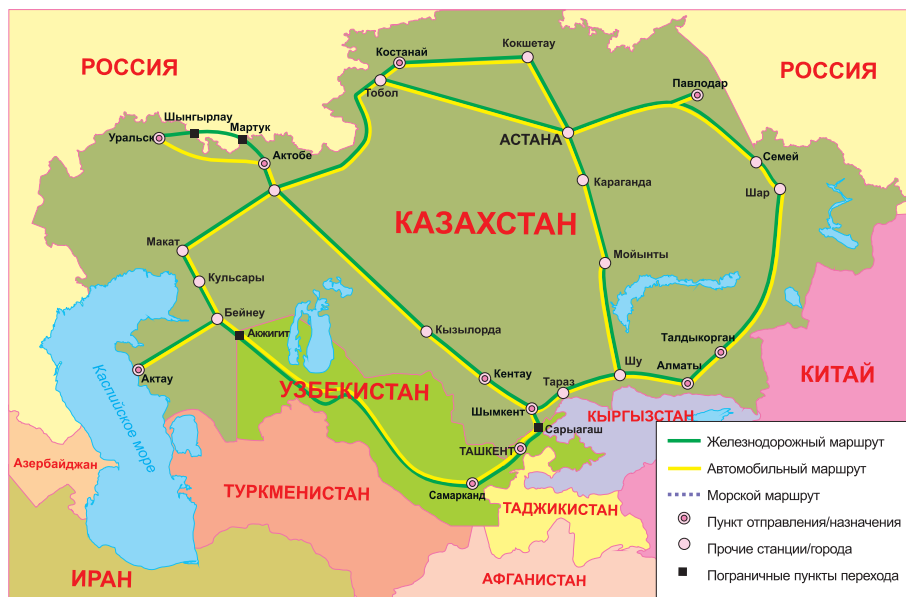 РОССИЯ
РОССИЯ
Костанай
Кокшетау
Тобол
Павлодар
Шынгырлау
Мартук
Уральск
Актобе
АСТАНА
Семей
Шар
Караганда
КАЗАХСТАН
Макат
Мойынты
Кульсары
Бейнеу
Акжигит
Кызылорда
Талдыкорган
Актау
Каспийское море
УЗБЕКИСТАН
Кентау
Тараз
Шу
Алматы
КИТАЙ
Шымкент
КЫРГЫЗСТАН
Сарыагаш
ТАШКЕНТ
Азербайджан
ТУРКМЕНИСТАН
Самарканд
ТАДЖИКИСТАН
ИРАН
АФГАНИСТАН
Железнодорожный маршрут
Автомобильный маршрут
Морской маршрут
Пункт отправления/назначения
Прочие станции/города
Пограничные пункты перехода